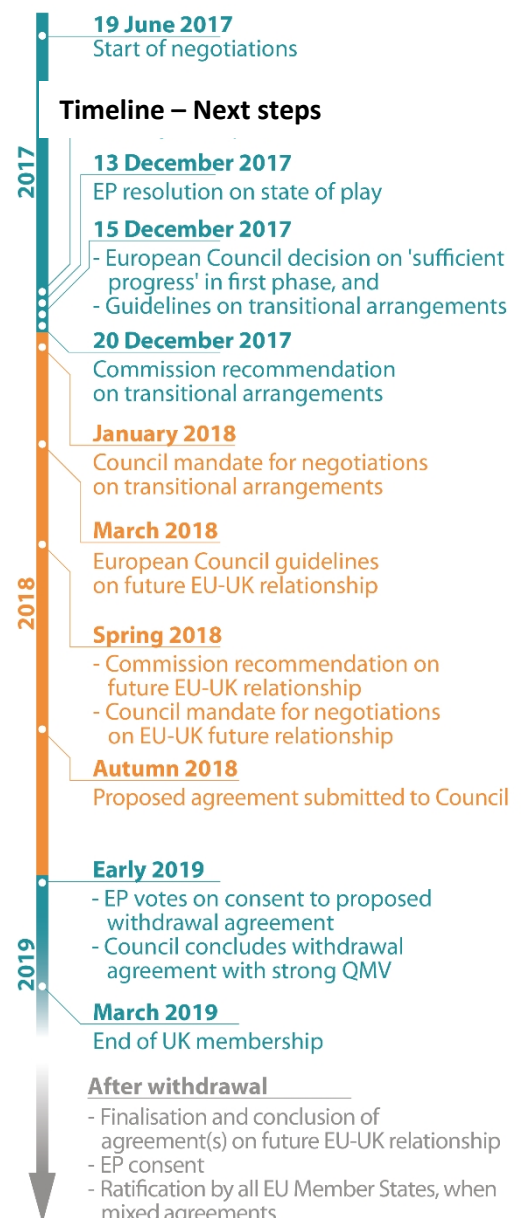 19 June 2017
Start of negotiations
Timeline – Next steps
2017
13 December 2017
EP resolution on state of play
15 December 2017
- European Council decision on 'sufficient
progress' in first phase, and
- Guidelines on transitional arrangements
20 December 2017
Commission recommendation
on transitional arrangements
January 2018
Council mandate for negotiations
on transitional arrangements
March 2018
European Council guidelines
on future EU-UK relationship
2018
Spring 2018
- Commission recommendation on
future EU-UK relationship
- Council mandate for negotiations
on EU-UK future relationship
Autumn 2018
Proposed agreement submitted to Council
Early 2019
- EP votes on consent to proposed
withdrawal agreement
- Council concludes withdrawal
agreement with strong QMV
2019
March 2019
End of UK membership
After withdrawal
- Finalisation and conclusion of
agreement(s) on future EU-UK relationship
- EP consent
- Ratification by all EU Member States, when
mixed agreements